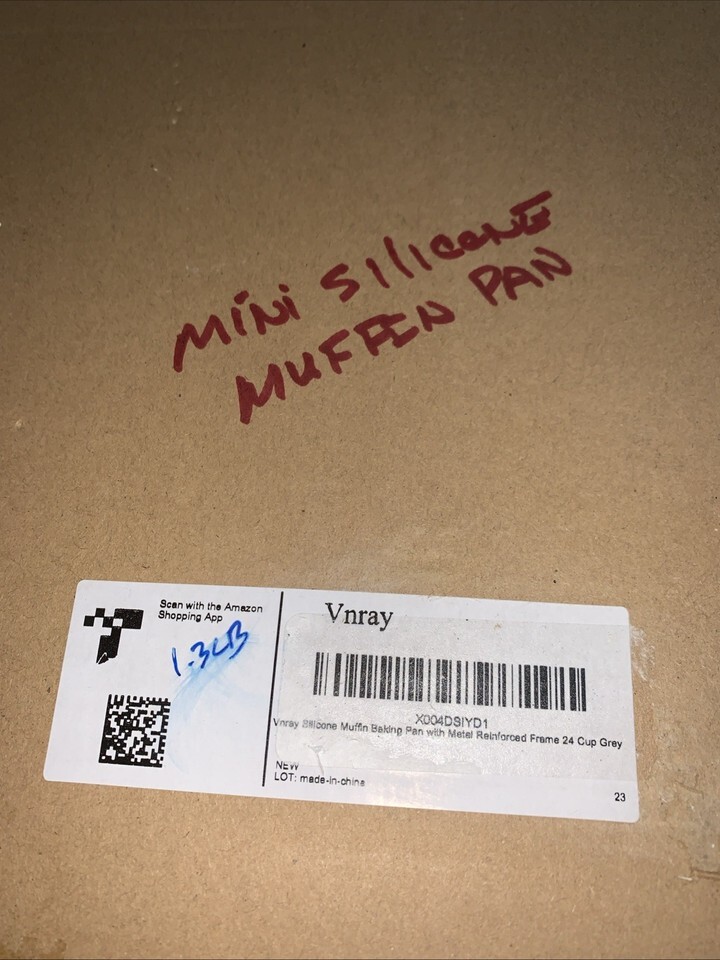 MiNi SILICONE
MUFFIN PAN
Scan with the Amazon
Shopping App
1.3LB
Vnray
X004DSIYD1
Vnray Silicone Muffin Baking Pan with Metal Reinforced Frame 24 Cup Grey
NEW
LOT: made-in-china
23